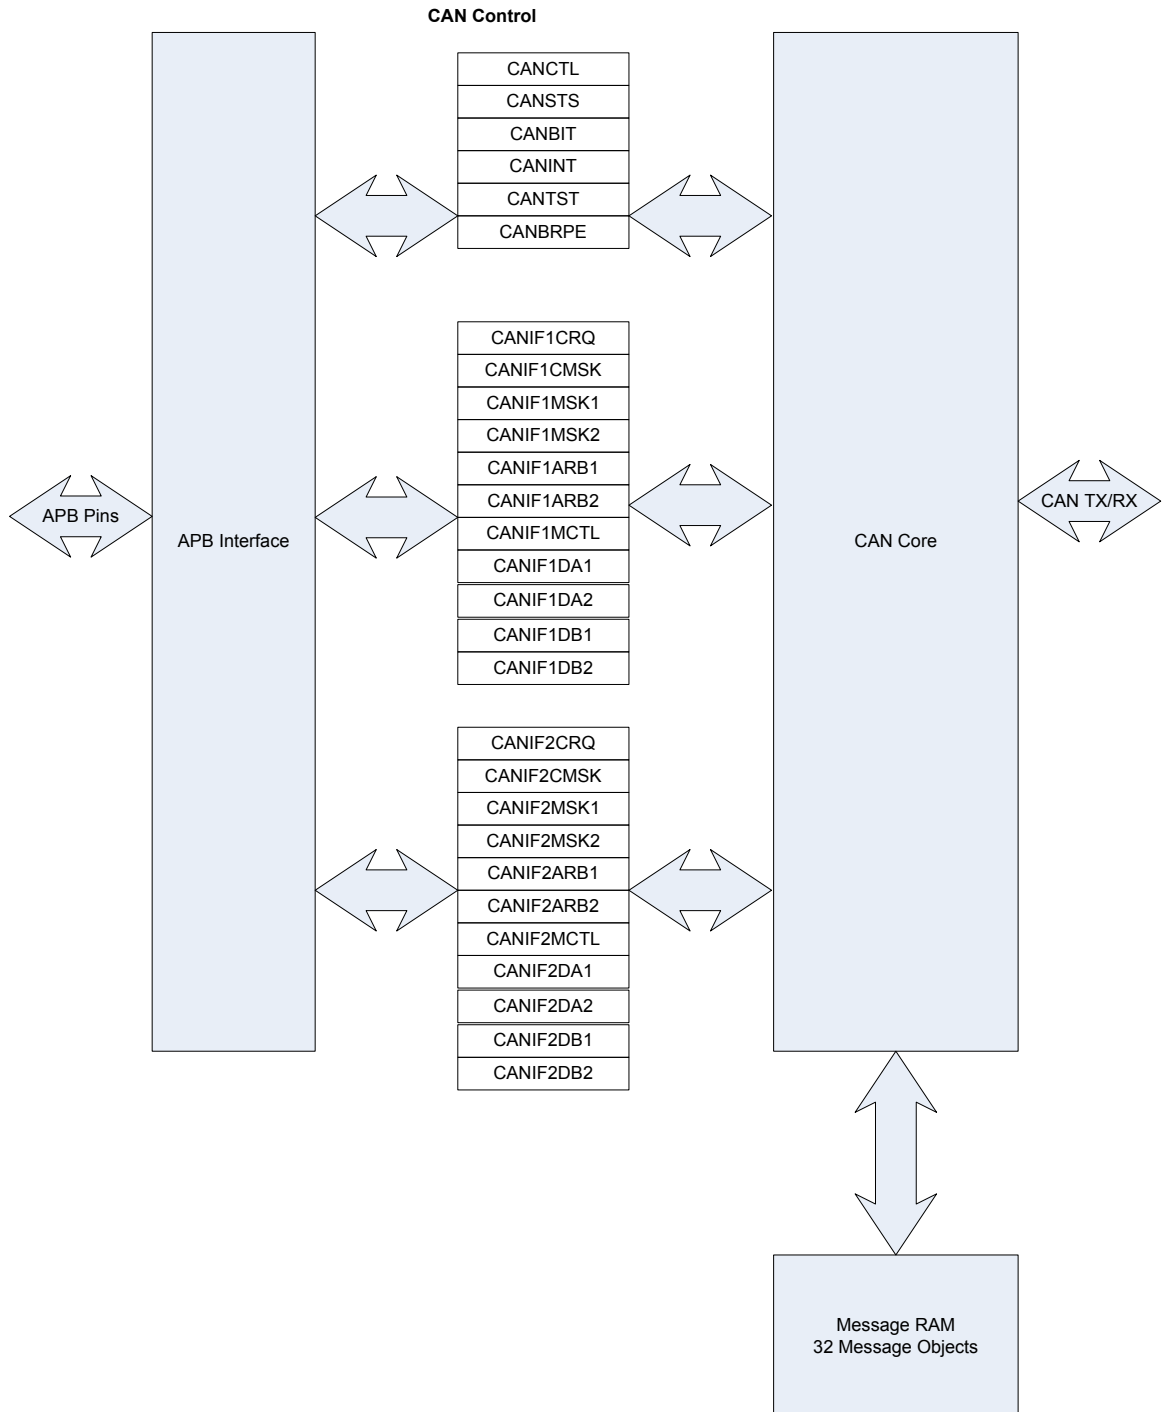 CAN Control
CANCTL
CANSTS
CANBIT
CANINT
CANTST
CANBRPE
CANIF1CRQ
CANIF1CMSK
CANIF1MSK1
CANIF1MSK2
CANIF1ARB1
CANIF1ARB2
CANIF1MCTL
CANIF1DA1
CANIF1DA2
CANIF1DB1
CANIF1DB2
APB Pins
APB Interface
CAN Core
CAN TX/RX
CANIF2CRQ
CANIF2CMSK
CANIF2MSK1
CANIF2MSK2
CANIF2ARB1
CANIF2ARB2
CANIF2MCTL
CANIF2DA1
CANIF2DA2
CANIF2DB1
CANIF2DB2
Message RAM
32 Message Objects